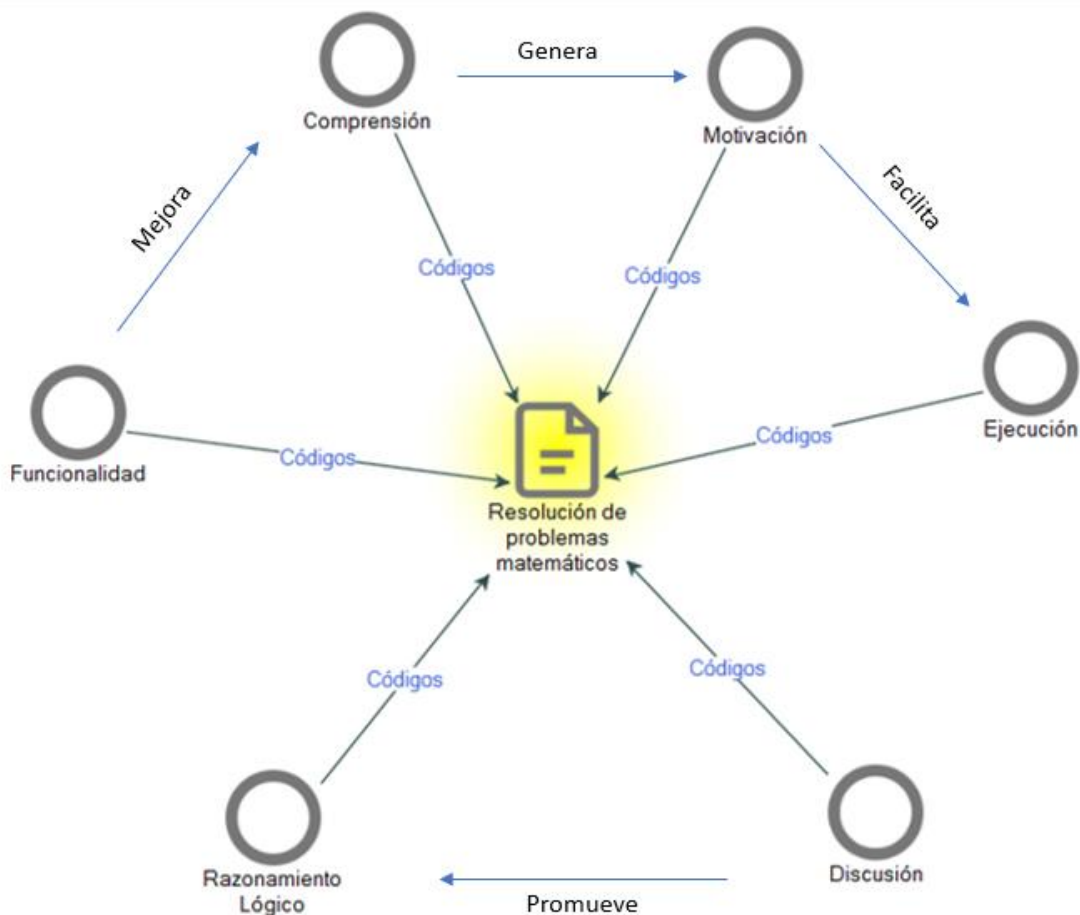 Genera
Comprensión
Motivación
Mejora
Facilita
Códigos
Códigos
Ejecución
Códigos
Códigos
Funcionalidad
Resolución de
problemas
matemáticos
Códigos
Códigos
Razonamiento
Lógico
Discusión
Promueve